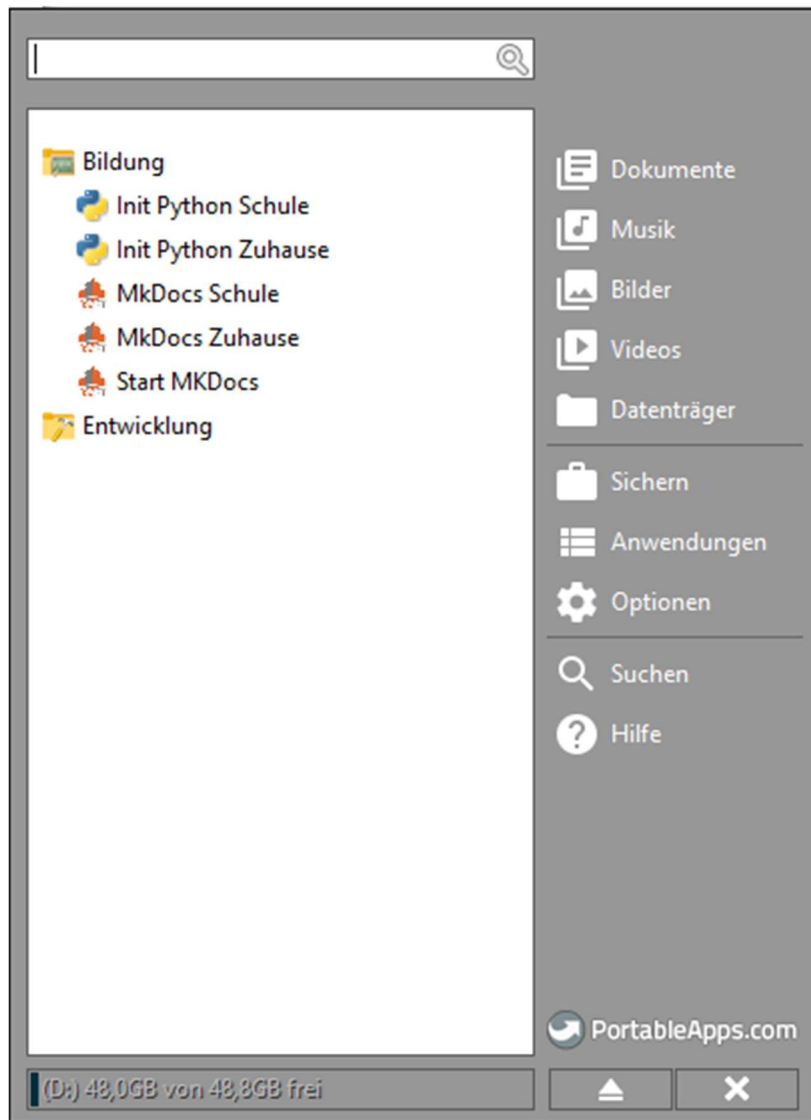 Bildung
Init Python Schule
Init Python Zuhause
MkDocs Schule
MkDocs Zuhause
Start MKDocs
Entwicklung
Dokumente
Musik
Bilder
Videos
Datenträger
Sichern
Anwendungen
Optionen
Suchen
Hilfe
PortableApps.com
(D:) 48,0GB von 48,8GB frei